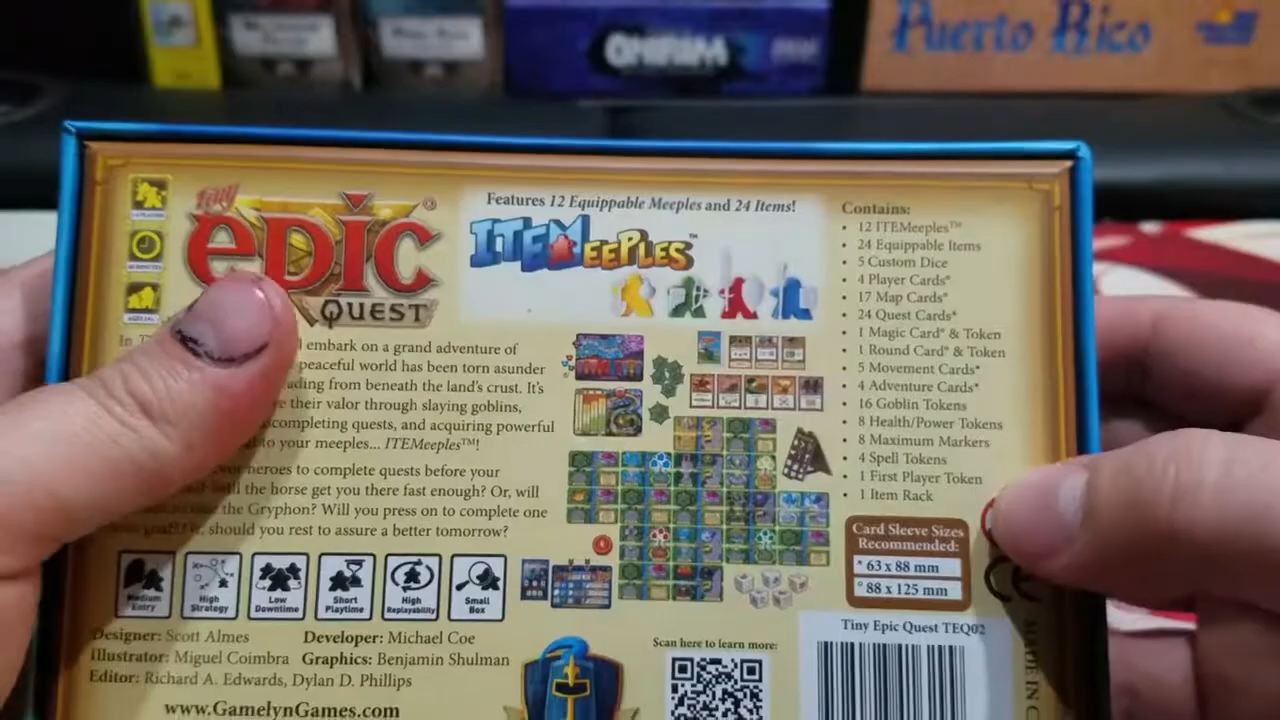 ONIRIM
Puerto Rico
Tiny
EPIC
QUEST
Features 12 Equippable Meeples and 24 Items!
ITEMEEPLES™
Contains:
• 12 ITEMeeples™
• 24 Equippable Items
• 5 Custom Dice
• 4 Player Cards°
• 17 Map Cards*
• 24 Quest Cards*
• 1 Magic Card* & Token
• 1 Round Card* & Token
• 5 Movement Cards*
• 4 Adventure Cards*
• 16 Goblin Tokens
• 8 Health/Power Tokens
• 8 Maximum Markers
• 4 Spell Tokens
• 1 First Player Token
• 1 Item Rack
In
embark on a grand adventure of
peaceful world has been torn asunder
from beneath the land's crust. It's
their valor through slaying goblins,
completing quests, and acquiring powerful
to your meeples... ITEMeeples™!
heroes to complete quests before your
the horse get you there fast enough? Or, will
the Gryphon? Will you press on to complete one
should you rest to assure a better tomorrow?
Card Sleeve Sizes
Recommended:
* 63 x 88 mm
° 88 x 125 mm
Medium Entry
High Strategy
Low Downtime
Short Playtime
High Replayability
Small Box
Designer: Scott Almes Developer: Michael Coe
Illustrator: Miguel Coimbra Graphics: Benjamin Shulman
Editor: Richard A. Edwards, Dylan D. Phillips
www.GamelynGames.com
Scan here to learn more:
Tiny Epic Quest TEQ02
MADE IN C